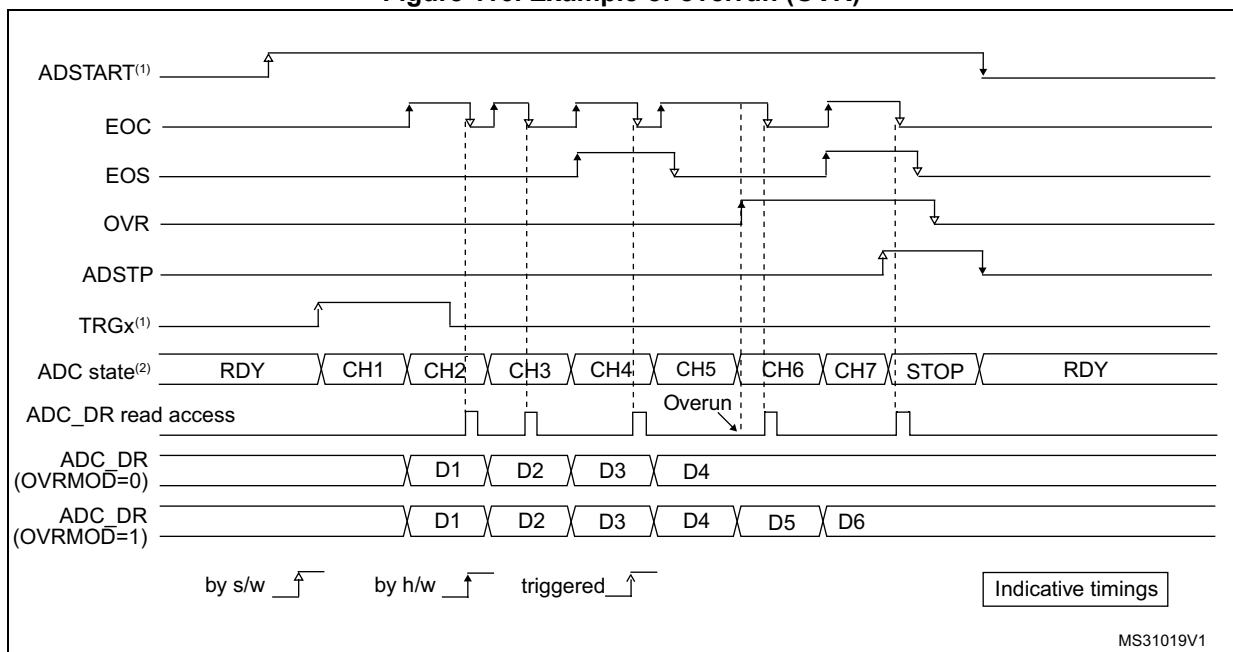 ADSTART(1)
EOC
EOS
OVR
ADSTP
TRGx(1)
ADC state(2) RDY CH1 CH2 CH3 CH4 CH5 CH6 CH7 STOP RDY
ADC_DR read access Overun
ADC_DR (OVRMOD=0) D1 D2 D3 D4
ADC_DR (OVRMOD=1) D1 D2 D3 D4 D5 D6
by s/w by h/w triggered Indicative timings
MS31019V1